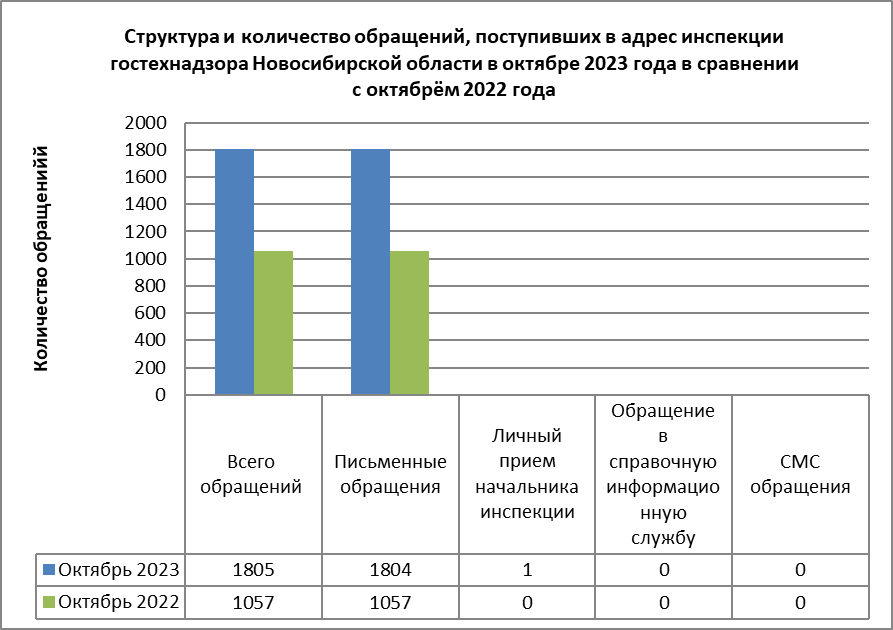 Структура и количество обращений, поступивших в адрес инспекции
гостехнадзора Новосибирской области в октябре 2023 года в сравнении
с октябрём 2022 года
Количество обращенийй
2000
1800
1600
1400
1200
1000
800
600
400
200
0
Всего
обращений
Письменные
обращения
Личный
прием
начальника
инспекции
Обращение
в
справочную
информацио
нную
службу
СМС
обращения
Октябрь 2023 1805 1804 1 0 0
Октябрь 2022 1057 1057 0 0 0